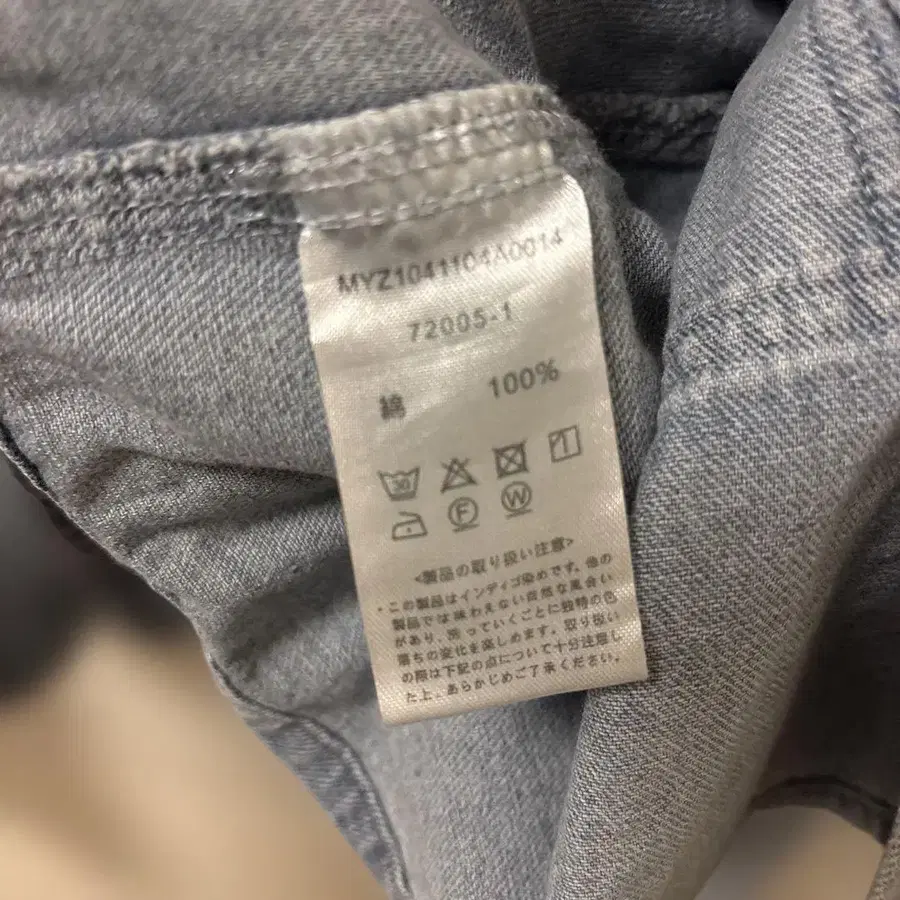 MYZ1041104A0014
72005-1
綿 100%
30
F W
<製品の取り扱い注意>
・この製品はインディゴ染めです。他の
製品では味わえない自然な風合い
があり、洗っていくごとに独特の色
落ちの変化を楽しめます。取り扱い
の際は下記の点について十分注意し
た上、あらかじめご了承ください。